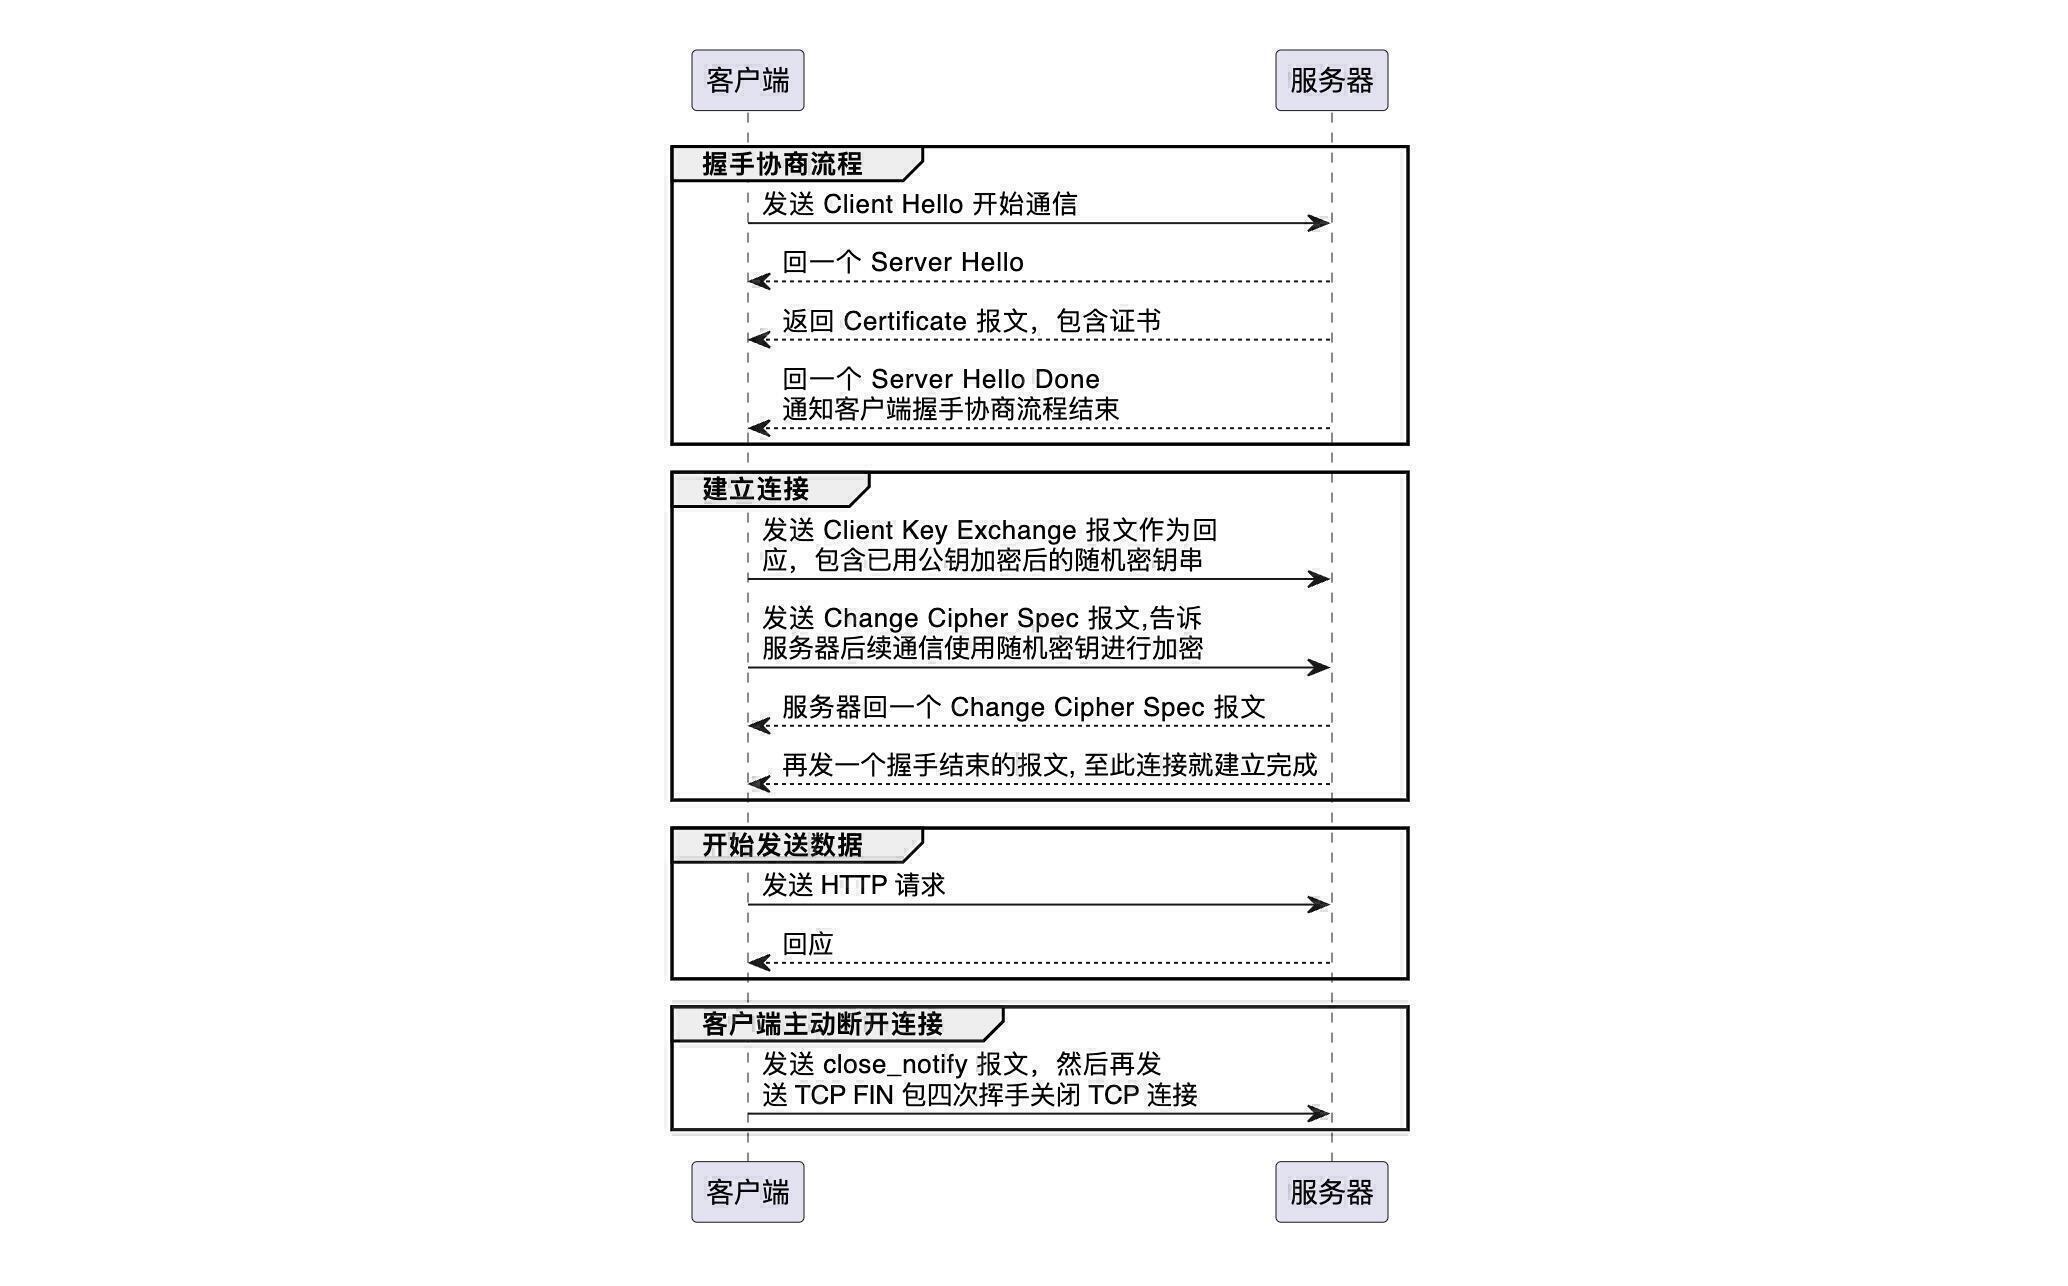 客户端
服务器
握手协商流程
发送 Client Hello 开始通信
回一个 Server Hello
返回 Certificate 报文，包含证书
回一个 Server Hello Done
通知客户端握手协商流程结束
建立连接
发送 Client Key Exchange 报文作为回
应，包含已用公钥加密后的随机密钥串
发送 Change Cipher Spec 报文,告诉
服务器后续通信使用随机密钥进行加密
服务器回一个 Change Cipher Spec 报文
再发一个握手结束的报文, 至此连接就建立完成
开始发送数据
发送 HTTP 请求
回应
客户端主动断开连接
发送 close_notify 报文，然后再发
送 TCP FIN 包四次挥手关闭 TCP 连接
客户端
服务器